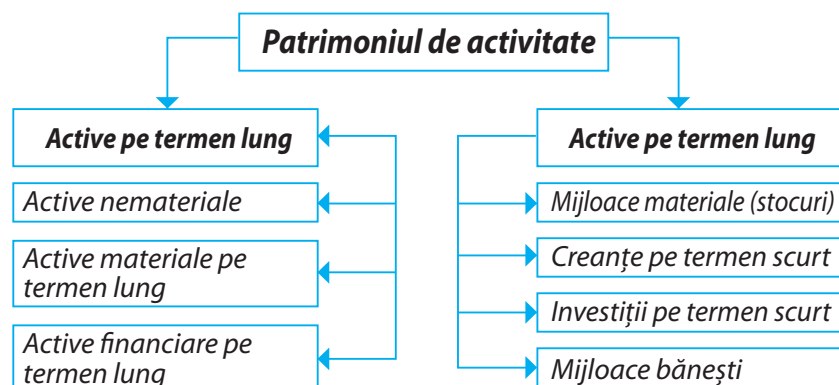 Patrimoniul de activitate
Active pe termen lung
Active nemateriale
Active materiale pe
termen lung
Active financiare pe
termen lung
Active pe termen lung
Mijloace materiale (stocuri)
Creanțe pe termen scurt
Investiții pe termen scurt
Mijloace bănești